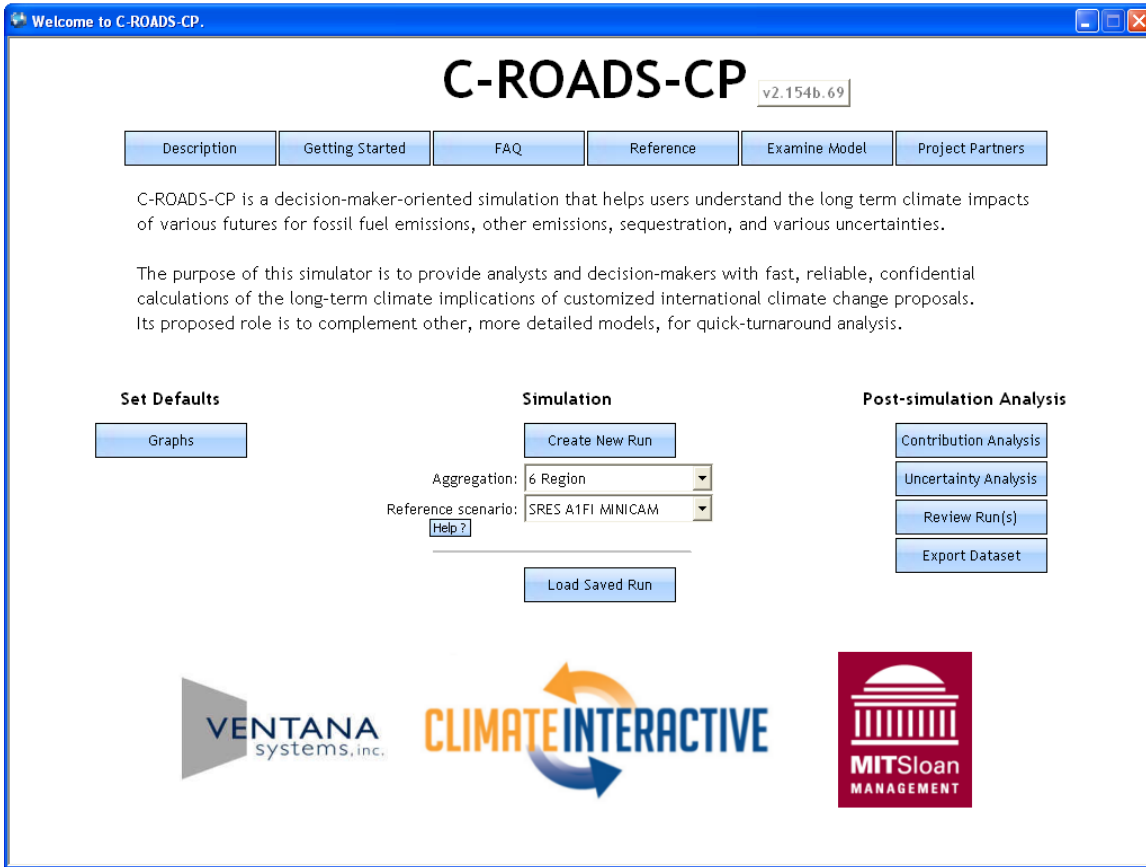 Welcome to C-ROADS-CP.
C-ROADS-CP v2.154b.69
Description Getting Started FAQ Reference Examine Model Project Partners
C-ROADS-CP is a decision-maker-oriented simulation that helps users understand the long term climate impacts
of various futures for fossil fuel emissions, other emissions, sequestration, and various uncertainties.
The purpose of this simulator is to provide analysts and decision-makers with fast, reliable, confidential
calculations of the long-term climate implications of customized international climate change proposals.
Its proposed role is to complement other, more detailed models, for quick-turnaround analysis.
Set Defaults
Graphs
Simulation
Create New Run
Aggregation: 6 Region
Reference scenario: SRES A1FI MINICAM
Help ?
Load Saved Run
Post-simulation Analysis
Contribution Analysis
Uncertainty Analysis
Review Run(s)
Export Dataset
VENTANA
systems, inc.
CLIMATE INTERACTIVE
MITSloan
MANAGEMENT